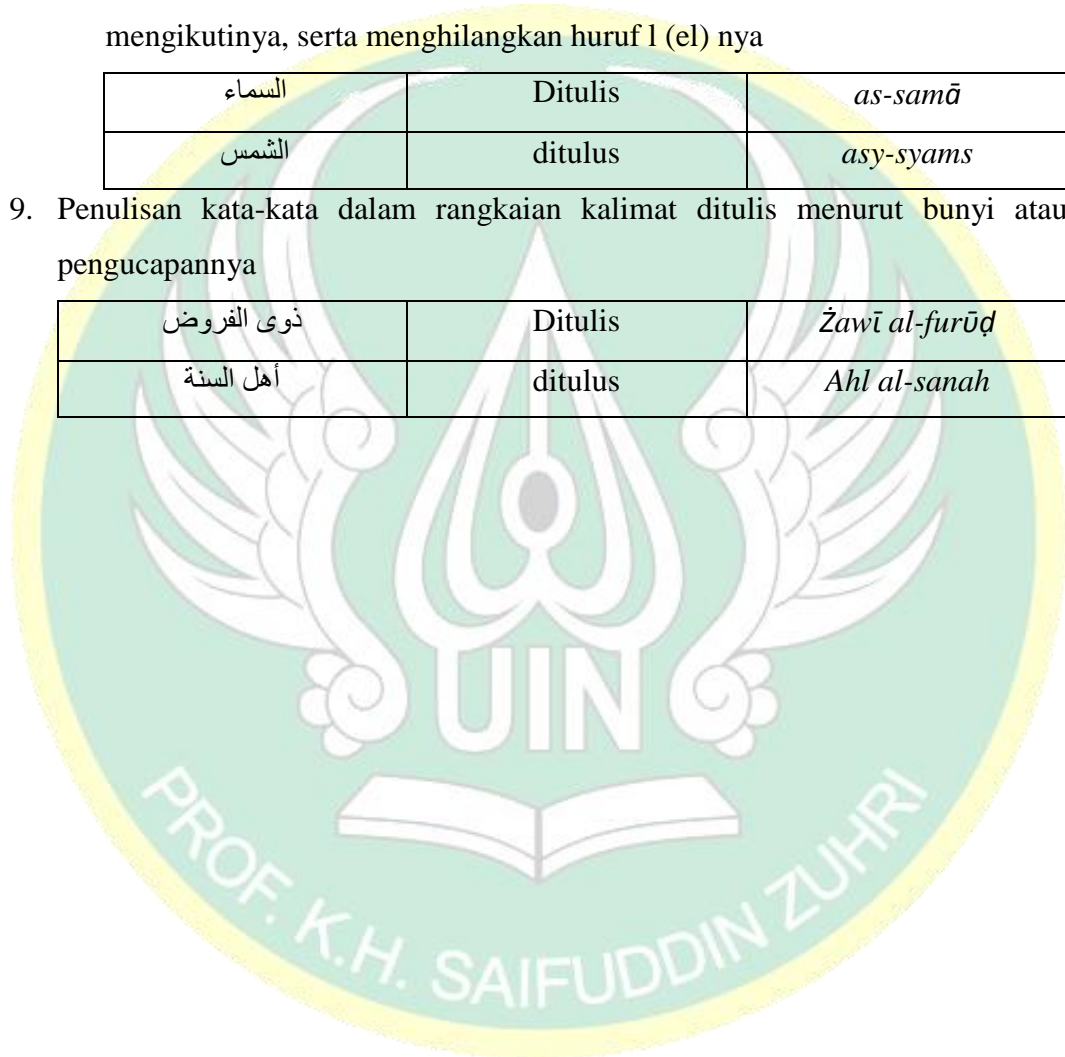 mengikutinya, serta menghilangkan huruf l (el) nya
السماء Ditulis as-samā
الشمس ditulus asy-syams
9. Penulisan kata-kata dalam rangkaian kalimat ditulis menurut bunyi atau
pengucapannya
ذوى الفروض Ditulis Żawī al-furūḍ
أهل السنة ditulus Ahl al-sanah
UIN
PROF. K.H. SAIFUDDIN ZUHRI